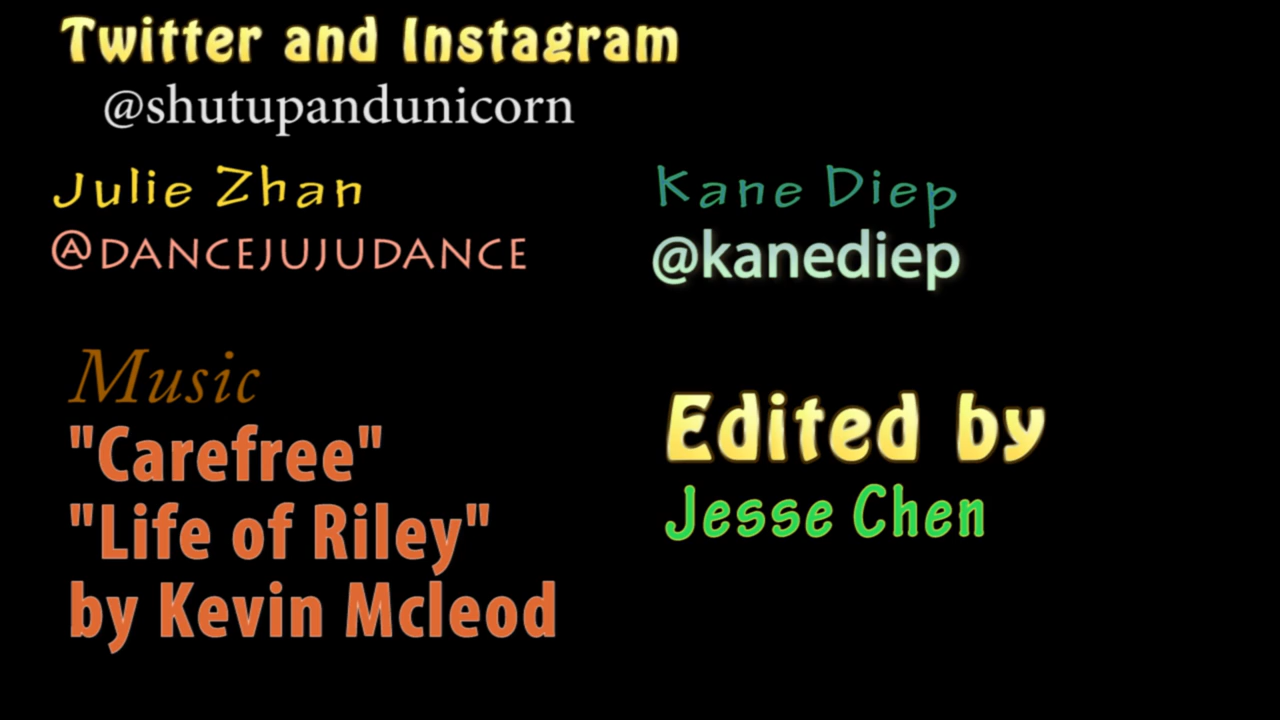 Twitter and Instagram
@shutupandunicorn
Julie Zhan
@DANCEJUJUDANCE
Kane Diep
@kanediep
Music
"Carefree"
"Life of Riley"
by Kevin Mcleod
Edited by
Jesse Chen